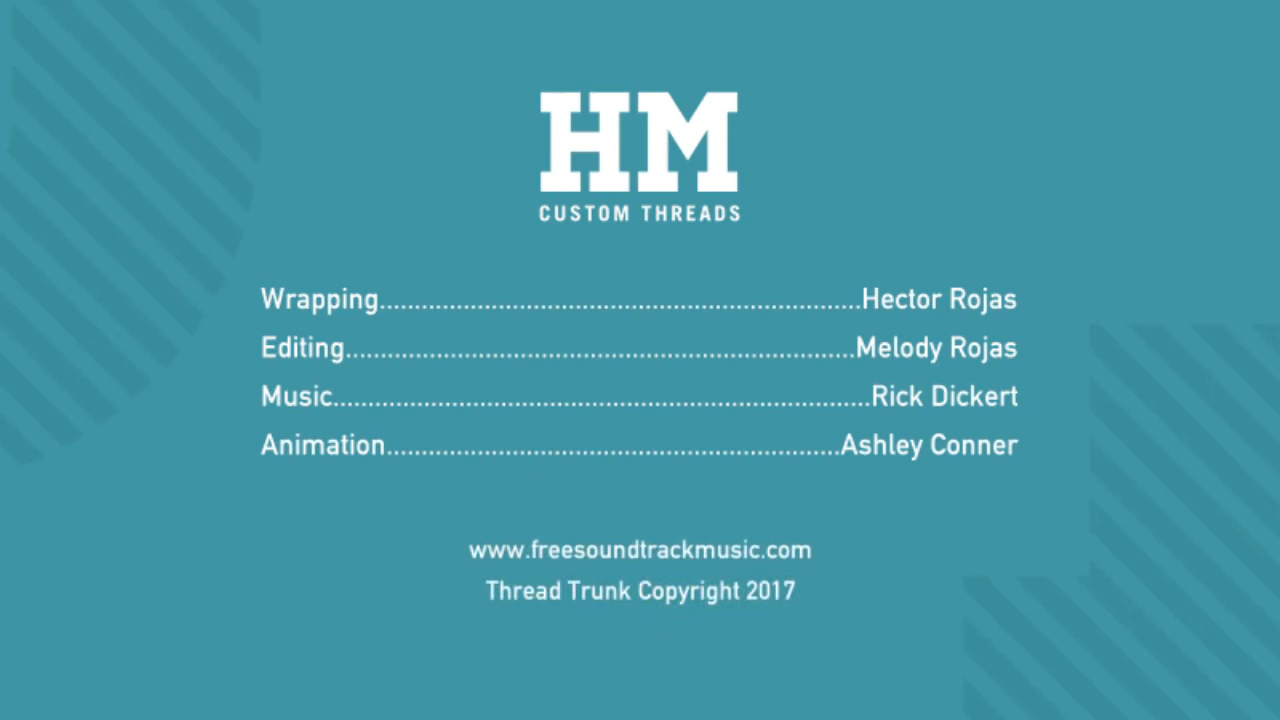 HM
CUSTOM THREADS
Wrapping.....................................................................Hector Rojas
Editing.........................................................................Melody Rojas
Music.............................................................................Rick Dickert
Animation.................................................................Ashley Conner
www.freesoundtrackmusic.com
Thread Trunk Copyright 2017